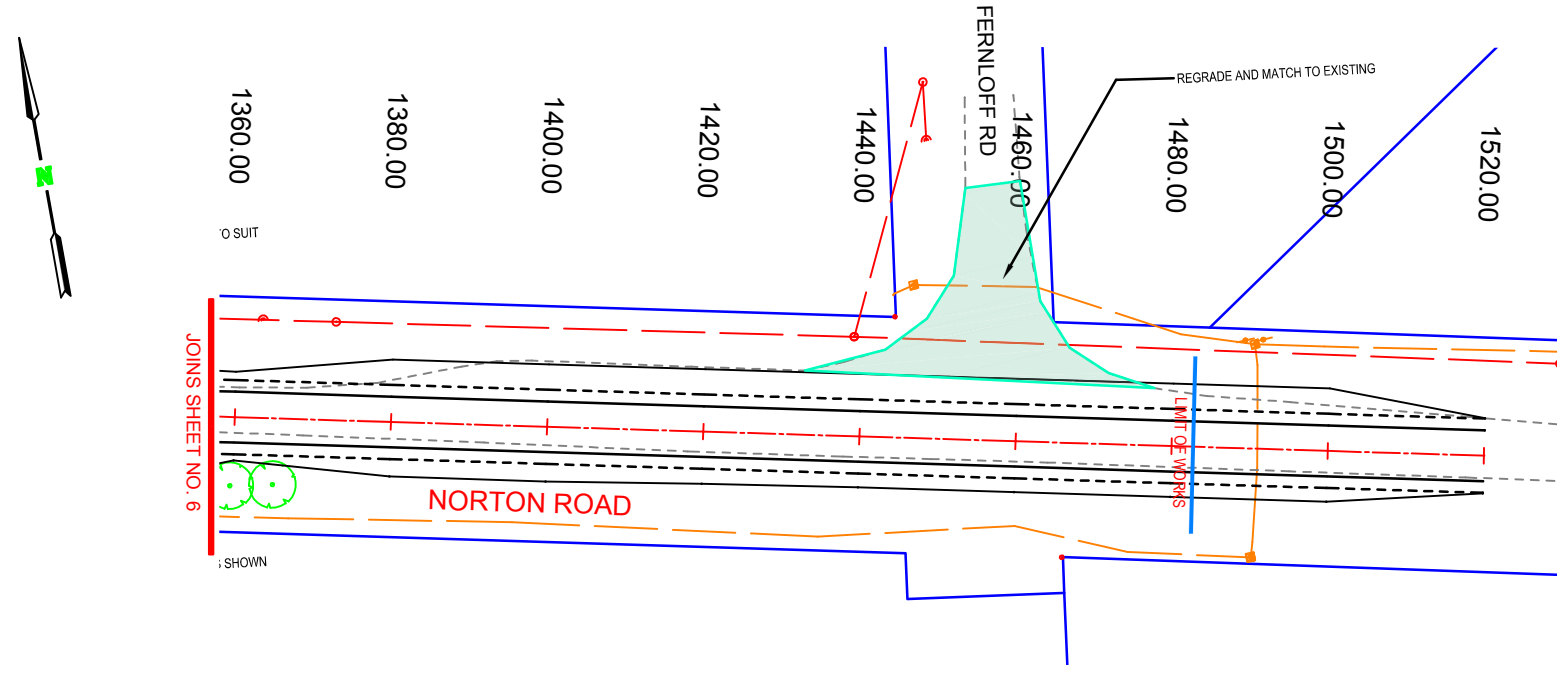 FERNLOFF RD
REGRADE AND MATCH TO EXISTING
1360.00
1380.00
1400.00
1420.00
1440.00
1460.00
1480.00
1500.00
1520.00
N
TO SUIT
JOINS SHEET NO. 6
LIMIT OF WORKS
NORTON ROAD
SHOWN